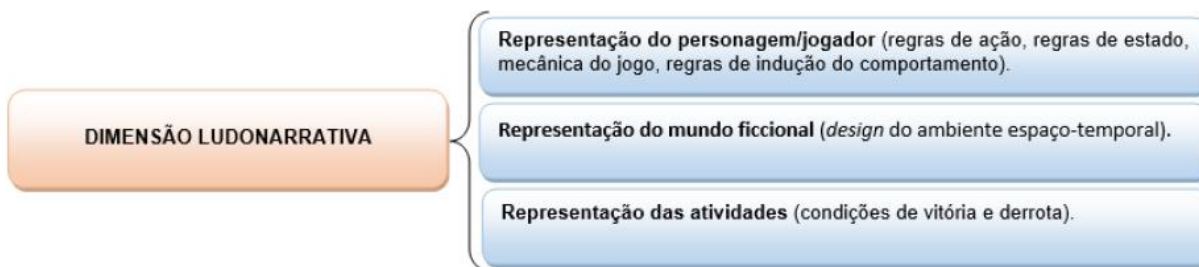 DIMENSÃO LUDONARRATIVA
Representação do personagem/jogador (regras de ação, regras de estado,
mecânica do jogo, regras de indução do comportamento).
Representação do mundo ficcional (design do ambiente espaço-temporal).
Representação das atividades (condições de vitória e derrota).